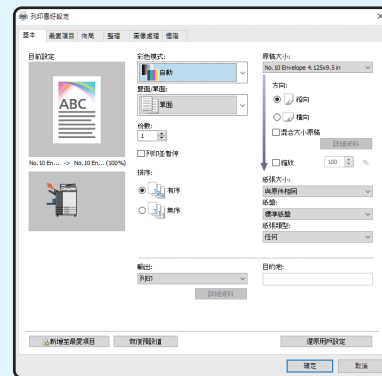 列印喜好設定
基本 最愛項目 佈局 整理 圖像處理 進階
目前設定
ABC
No. 10 En... -> No. 10 En... (100%)
彩色模式:
自動
雙面/單面:
單面
份數:
1
列印並暫停
排序:
有序
無序
輸出:
列印
詳細資料
原稿大小:
No. 10 Envelope 4.125x9.5 in
方向:
縱向
橫向
混合大小原稿
詳細資料
縮放
100 %
紙張大小:
與原件相同
紙盤:
標準紙盤
紙張類型:
任何
目的地:
新增至最愛項目 恢復預設值 還原用戶設定
確定 取消